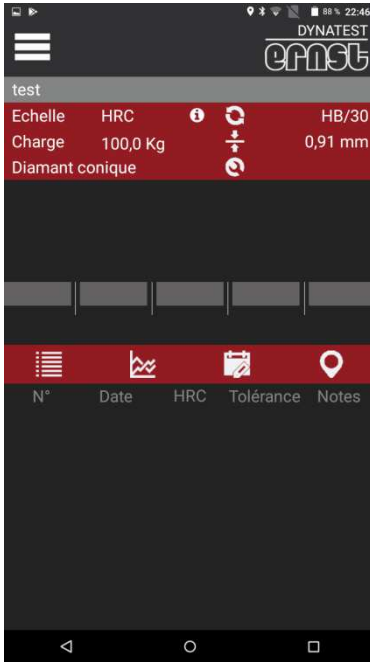 88 % 22:46
DYNATEST
ernst
test
Echelle HRC HB/30
Charge 100,0 Kg 0,91 mm
Diamant conique
N° Date HRC Tolérance Notes